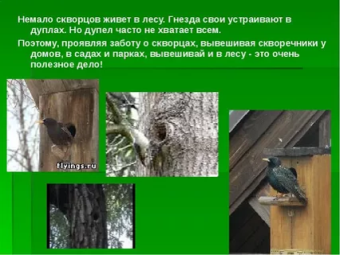 Немало скворцов живет в лесу. Гнезда свои устраивают в
дуплах. Но дупел часто не хватает всем.
Поэтому, проявляя заботу о скворцах, вывешивая скворечники у
домов, в садах и парках, вывешивай и в лесу - это очень
полезное дело!
flyings.ru